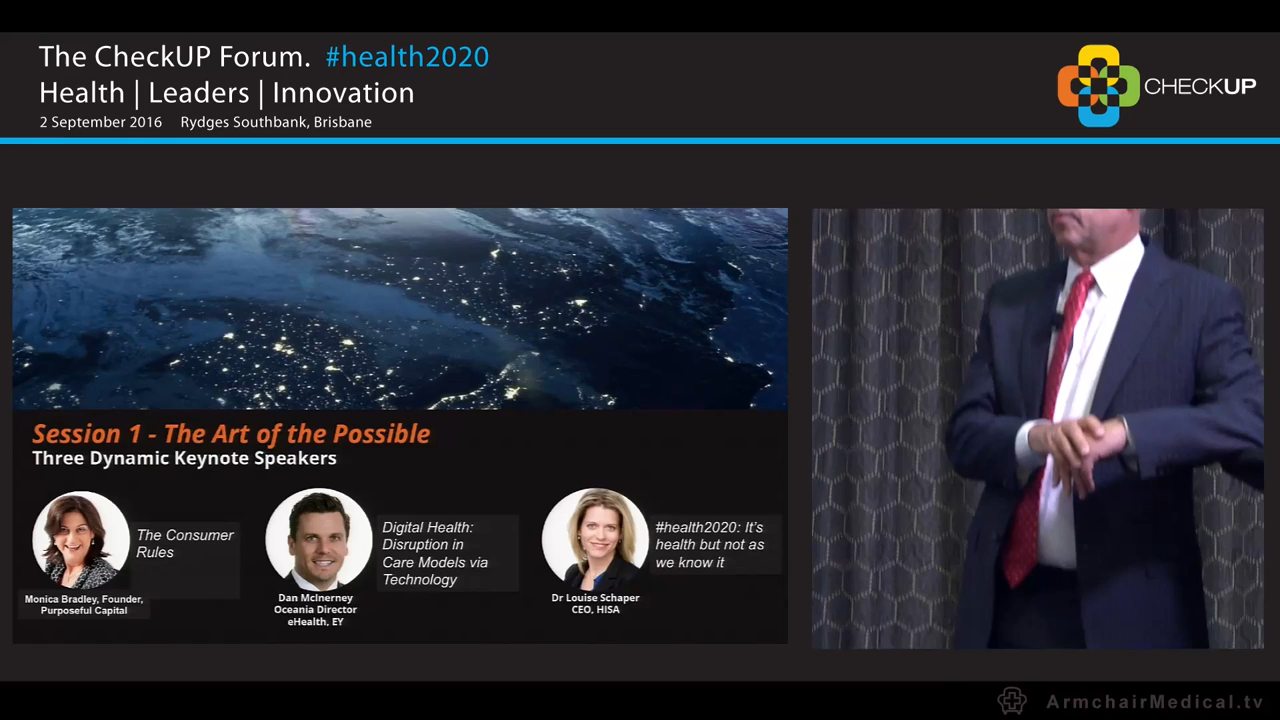 The CheckUP Forum. #health2020
Health | Leaders | Innovation
2 September 2016 Rydges Southbank, Brisbane
CHECKUP
Session 1 - The Art of the Possible
Three Dynamic Keynote Speakers
The Consumer
Rules
Monica Bradley, Founder,
Purposeful Capital
Digital Health:
Disruption in
Care Models via
Technology
Dan McInerney
Oceania Director
eHealth, EY
#health2020: It's
health but not as
we know it
Dr Louise Schaper
CEO, HISA
ArmchairMedical.tv